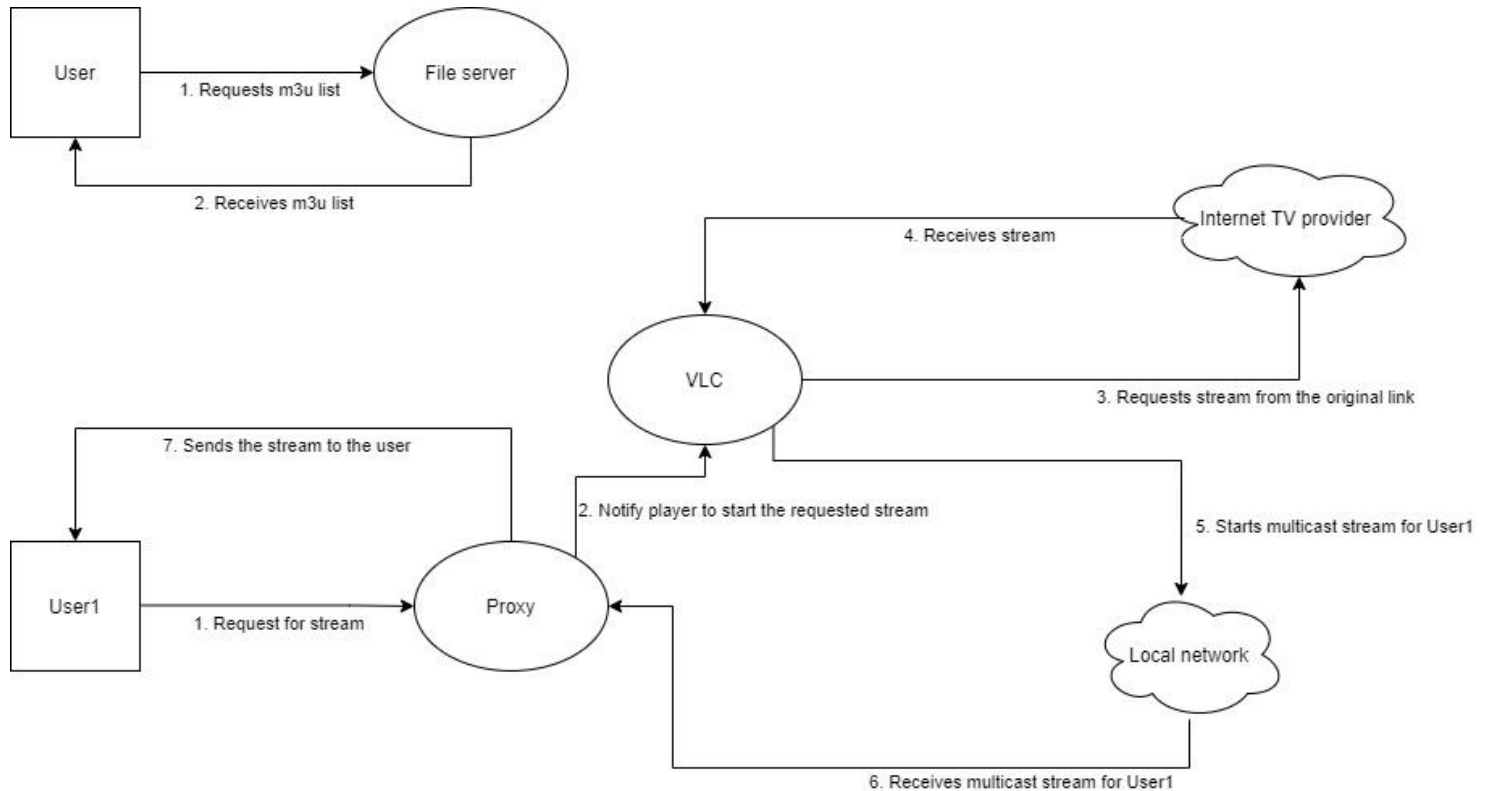 User
File server
1. Requests m3u list
2. Receives m3u list
Internet TV provider
4. Receives stream
VLC
3. Requests stream from the original link
7. Sends the stream to the user
2. Notify player to start the requested stream
5. Starts multicast stream for User1
User1
Proxy
1. Request for stream
Local network
6. Receives multicast stream for User1